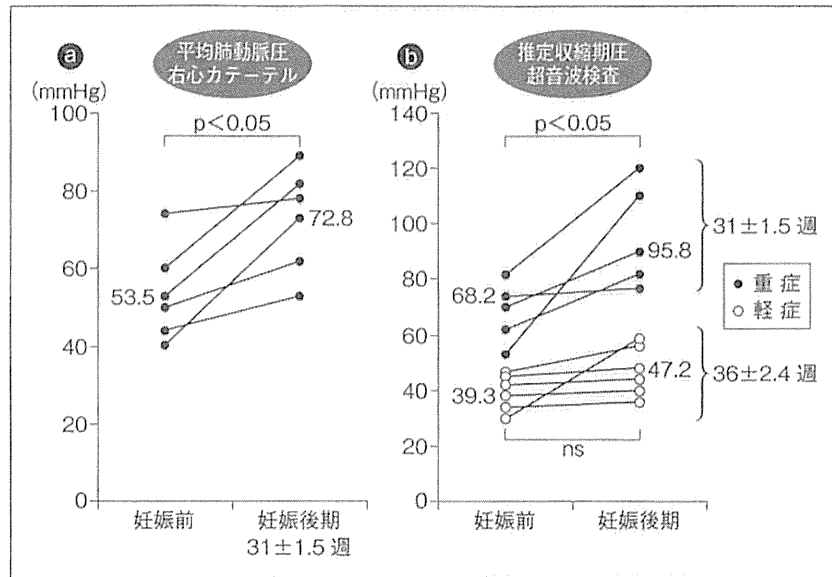 a
平均肺動脈圧
右心カテーテル
(mmHg)
100
80
60
40
20
0
p<0.05
53.5
72.8
妊娠前
妊娠後期
31±1.5 週
b
推定収縮期圧
超音波検査
(mmHg)
140
120
100
80
60
40
20
0
p<0.05
68.2
95.8
39.3
47.2
ns
31±1.5 週
重 症
軽 症
36±2.4 週
妊娠前
妊娠後期